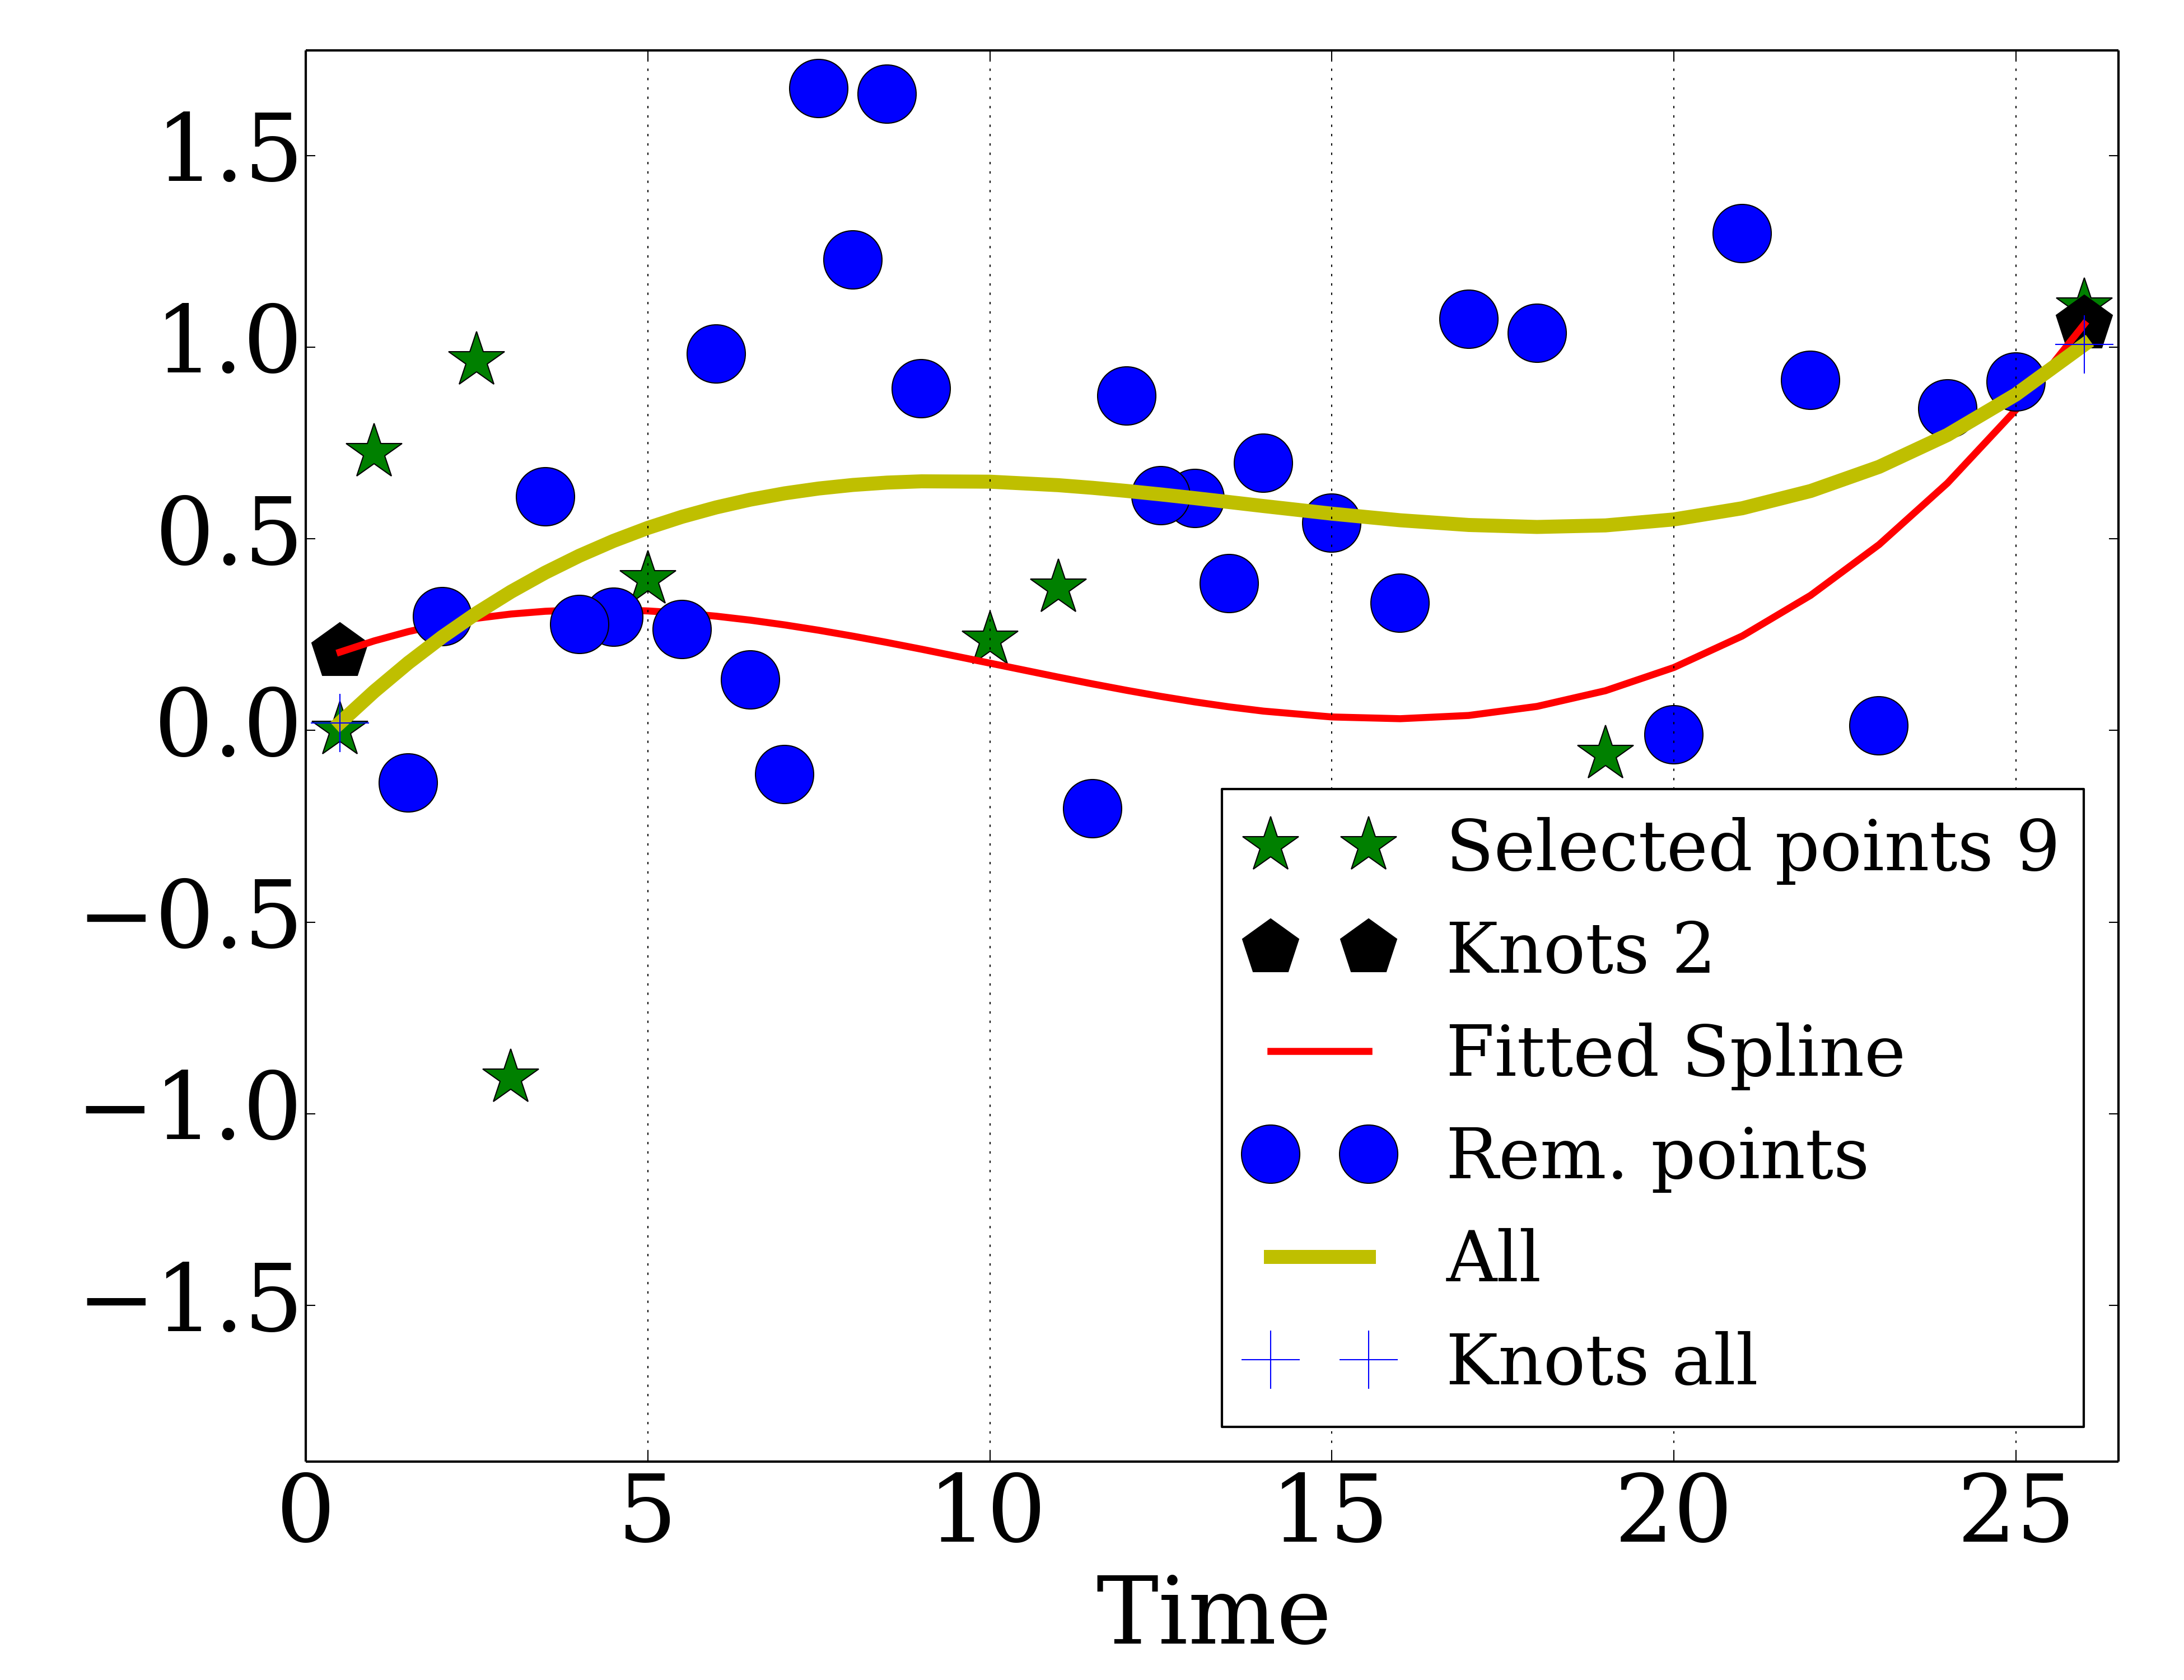 1.5
1.0
0.5
0.0
−0.5
−1.0
−1.5
Selected points 9
Knots 2
Fitted Spline
Rem. points
All
Knots all
0 5 10 15 20 25
Time